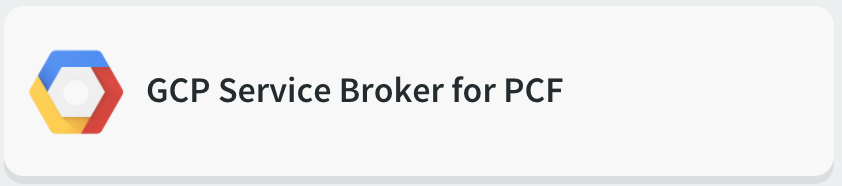 GCP Service Broker for PCF